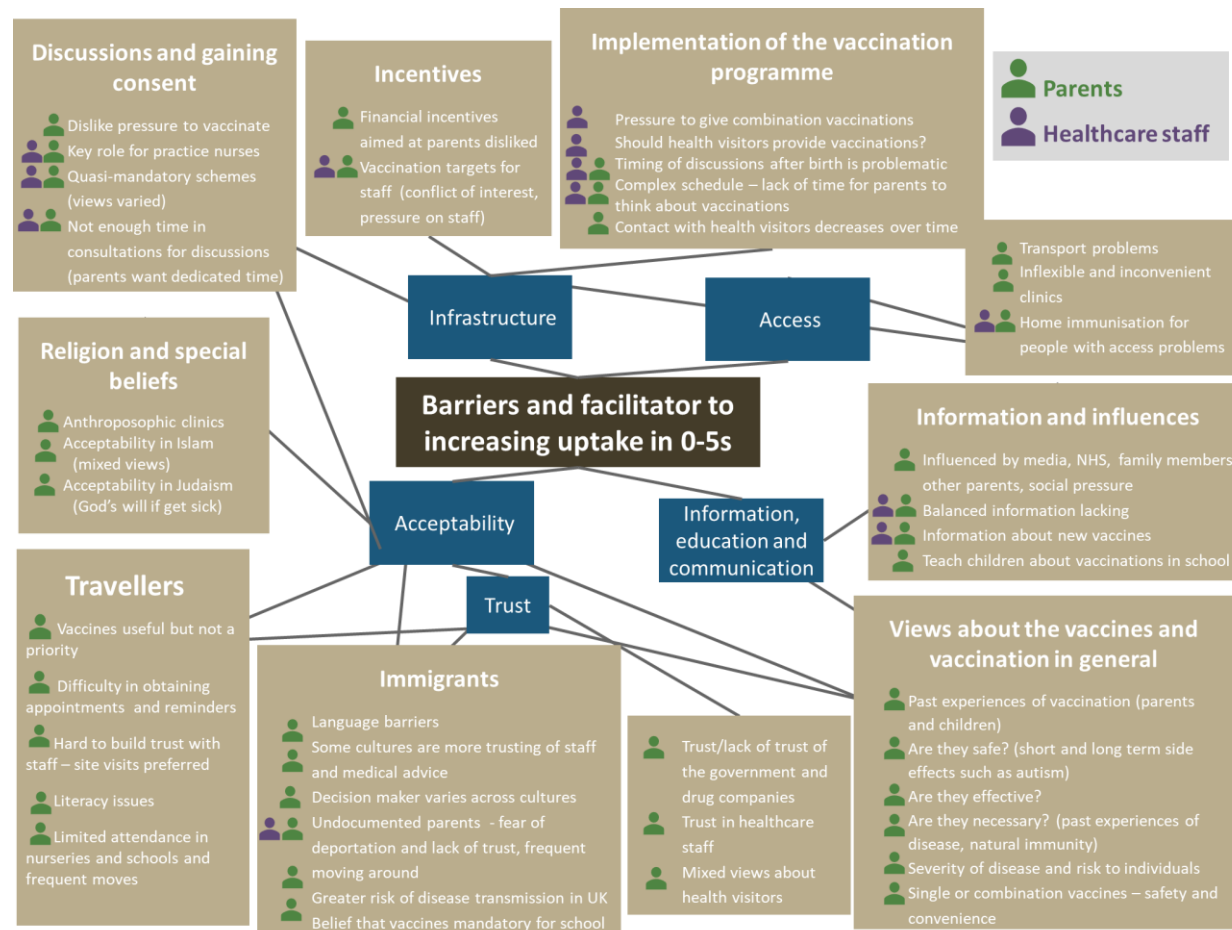 Discussions and gaining
consent
Dislike pressure to vaccinate
Key role for practice nurses
Quasi-mandatory schemes
(views varied)
Not enough time in
consultations for discussions
(parents want dedicated time)
Incentives
Financial incentives
aimed at parents disliked
Vaccination targets for
staff (conflict of interest,
pressure on staff)
Implementation of the vaccination
programme
Pressure to give combination vaccinations
Should health visitors provide vaccinations?
Timing of discussions after birth is problematic
Complex schedule – lack of time for parents to
think about vaccinations
Contact with health visitors decreases over time
Parents
Healthcare staff
Transport problems
Inflexible and inconvenient
clinics
Home immunisation for
people with access problems
Infrastructure
Access
Religion and special
beliefs
Anthroposophic clinics
Acceptability in Islam
(mixed views)
Acceptability in Judaism
(God's will if get sick)
Barriers and facilitator to
increasing uptake in 0-5s
Information and influences
Influenced by media, NHS, family members
other parents, social pressure
Balanced information lacking
Information about new vaccines
Teach children about vaccinations in school
Acceptability
Information,
education and
communication
Trust
Travellers
Vaccines useful but not a
priority
Difficulty in obtaining
appointments and reminders
Hard to build trust with
staff – site visits preferred
Literacy issues
Limited attendance in
nurseries and schools and
frequent moves
Immigrants
Language barriers
Some cultures are more trusting of staff
and medical advice
Decision maker varies across cultures
Undocumented parents - fear of
deportation and lack of trust, frequent
moving around
Greater risk of disease transmission in UK
Belief that vaccines mandatory for school
Trust/lack of trust of
the government and
drug companies
Trust in healthcare
staff
Mixed views about
health visitors
Views about the vaccines and
vaccination in general
Past experiences of vaccination (parents
and children)
Are they safe? (short and long term side
effects such as autism)
Are they effective?
Are they necessary? (past experiences of
disease, natural immunity)
Severity of disease and risk to individuals
Single or combination vaccines – safety and
convenience